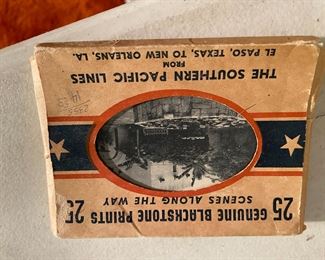 25 GENUINE BLACKSTONE PRINTS 25
SCENES ALONG THE WAY
THE SOUTHERN PACIFIC LINES
FROM
EL PASO, TEXAS, TO NEW ORLEANS, LA.